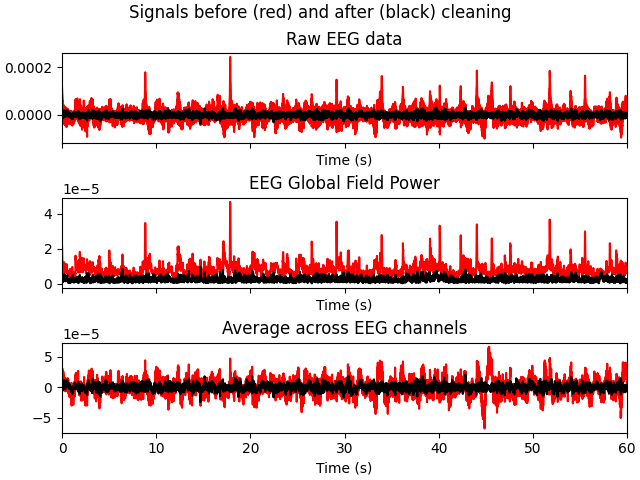 Signals before (red) and after (black) cleaning
Raw EEG data
0.0002
0.0000
Time (s)
EEG Global Field Power
1e−5
4
2
0
Time (s)
Average across EEG channels
1e−5
5
0
−5
0 10 20 30 40 50 60
Time (s)